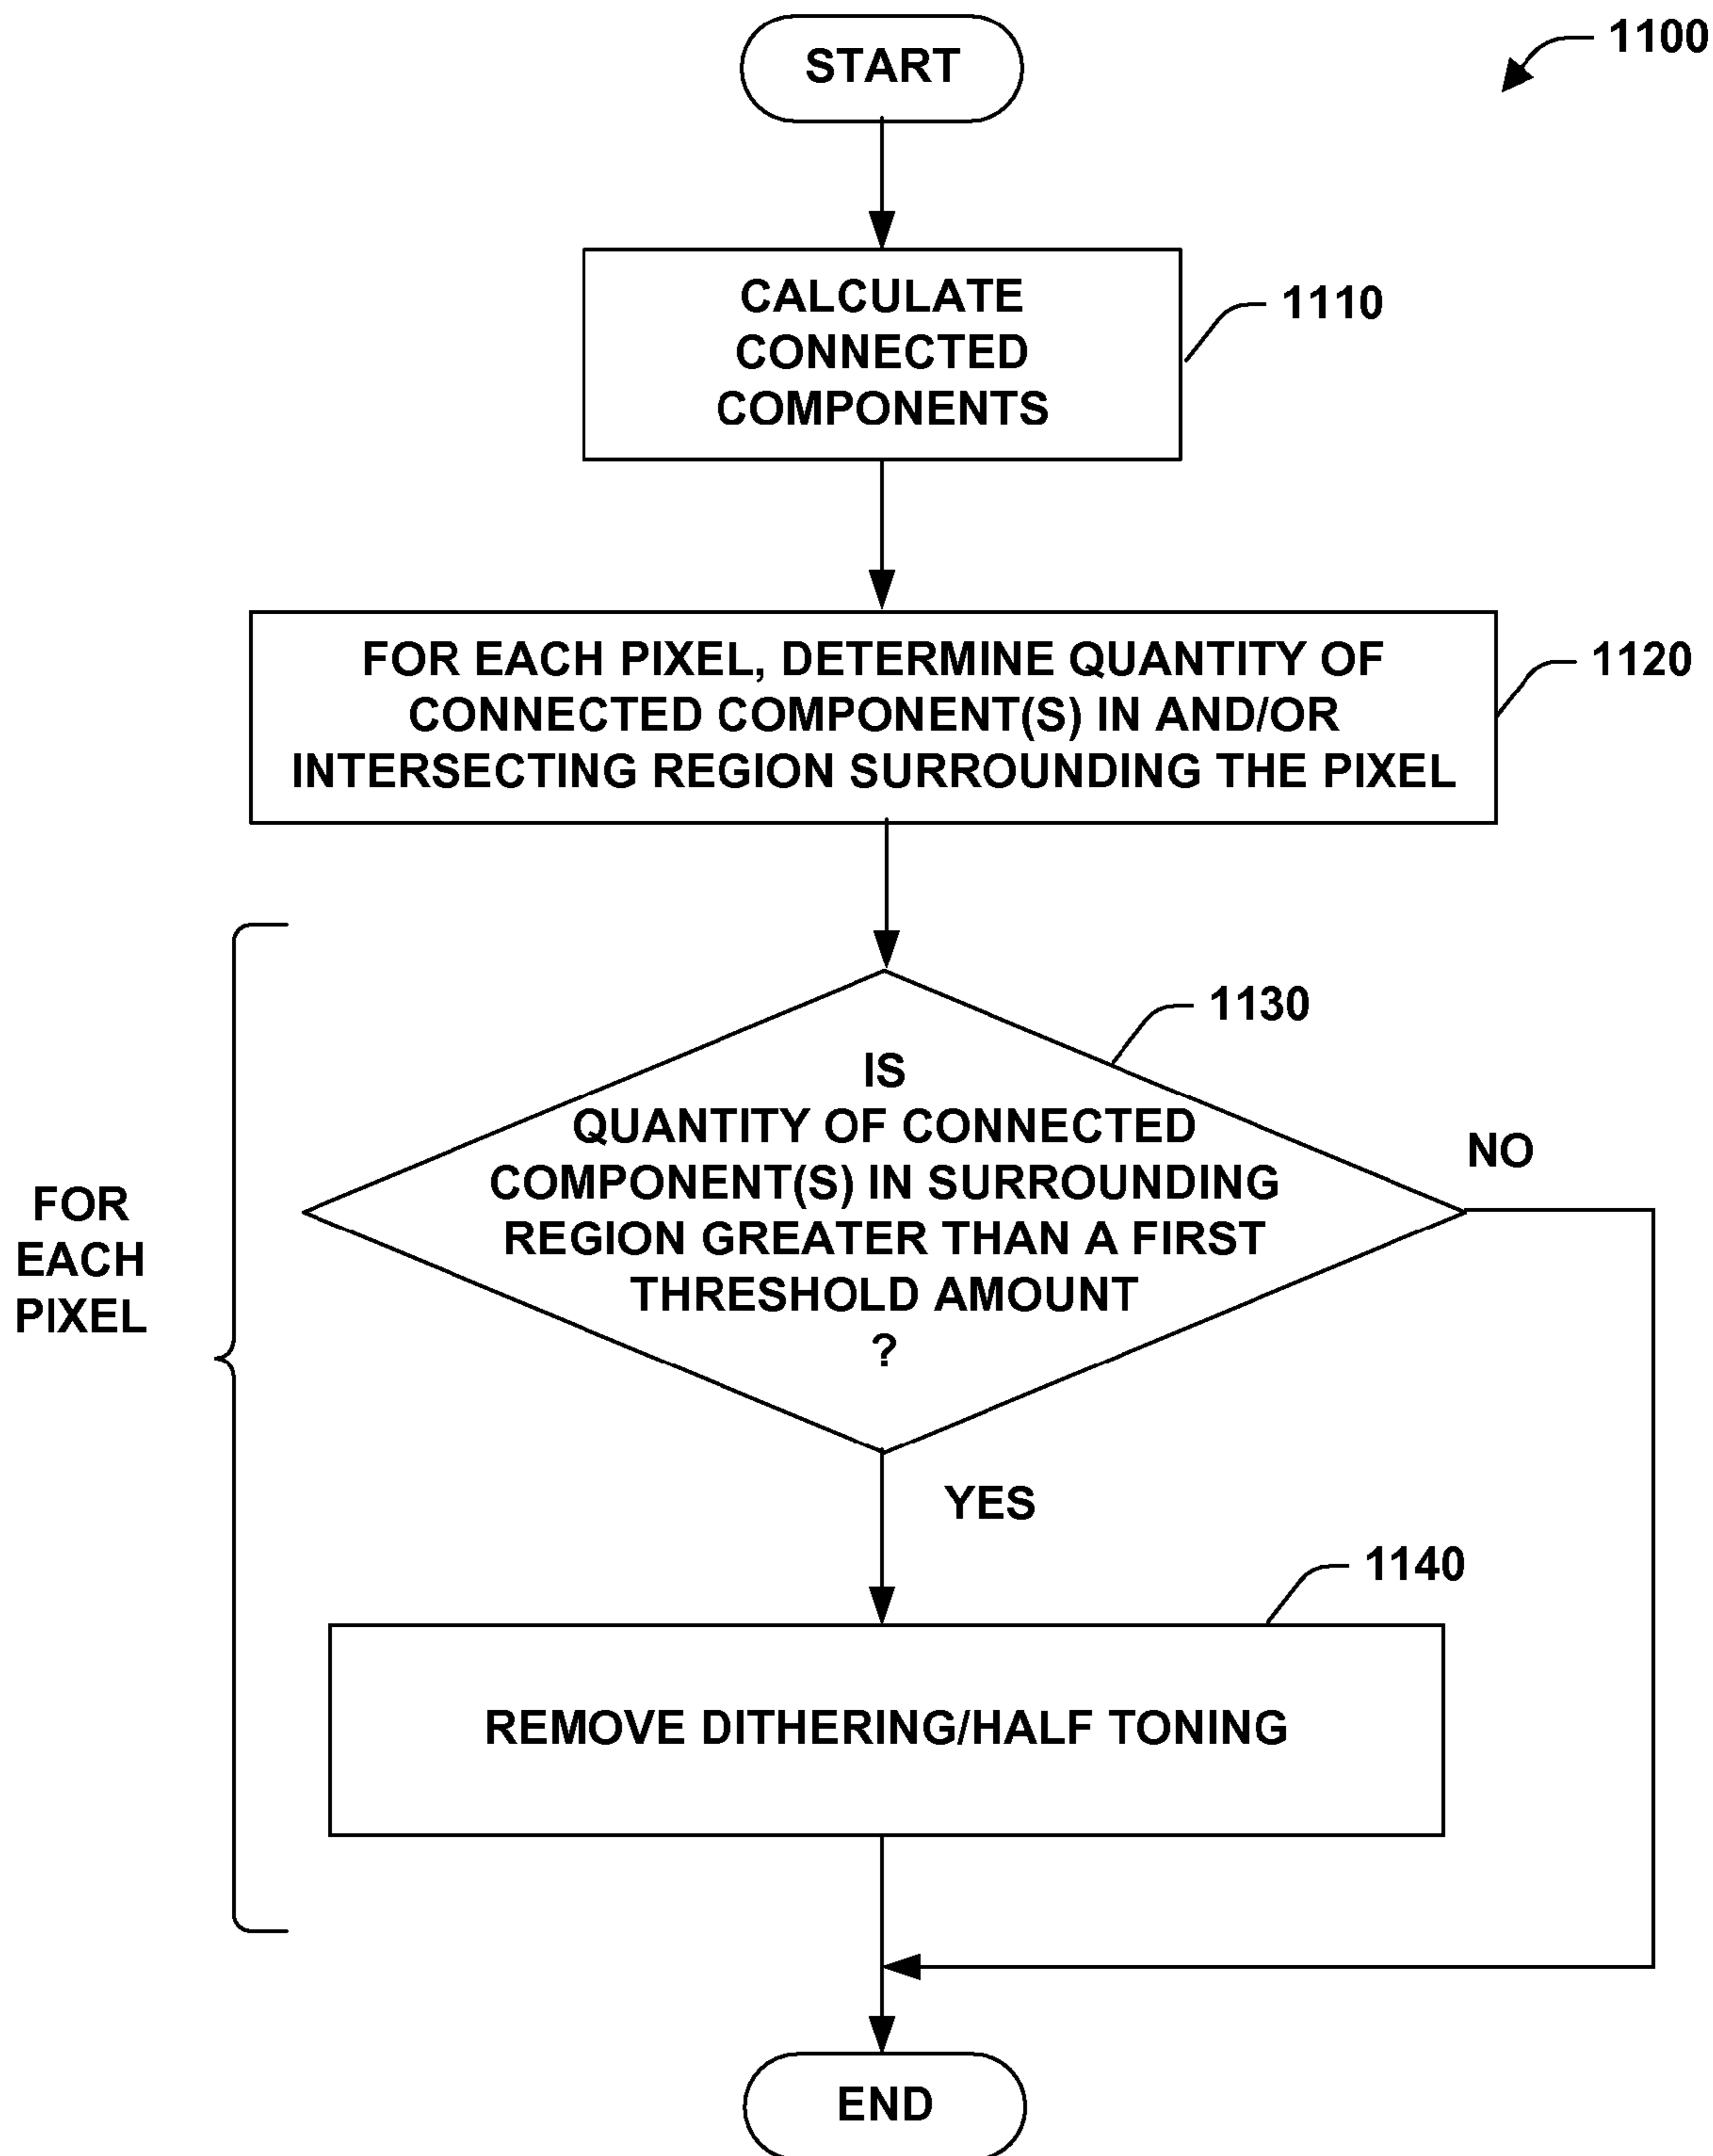 START
1100
CALCULATE
CONNECTED
COMPONENTS
1110
FOR EACH PIXEL, DETERMINE QUANTITY OF
CONNECTED COMPONENT(S) IN AND/OR
INTERSECTING REGION SURROUNDING THE PIXEL
1120
FOR
EACH
PIXEL
1130
IS
QUANTITY OF CONNECTED
COMPONENT(S) IN SURROUNDING
REGION GREATER THAN A FIRST
THRESHOLD AMOUNT
?
NO
YES
1140
REMOVE DITHERING/HALF TONING
END